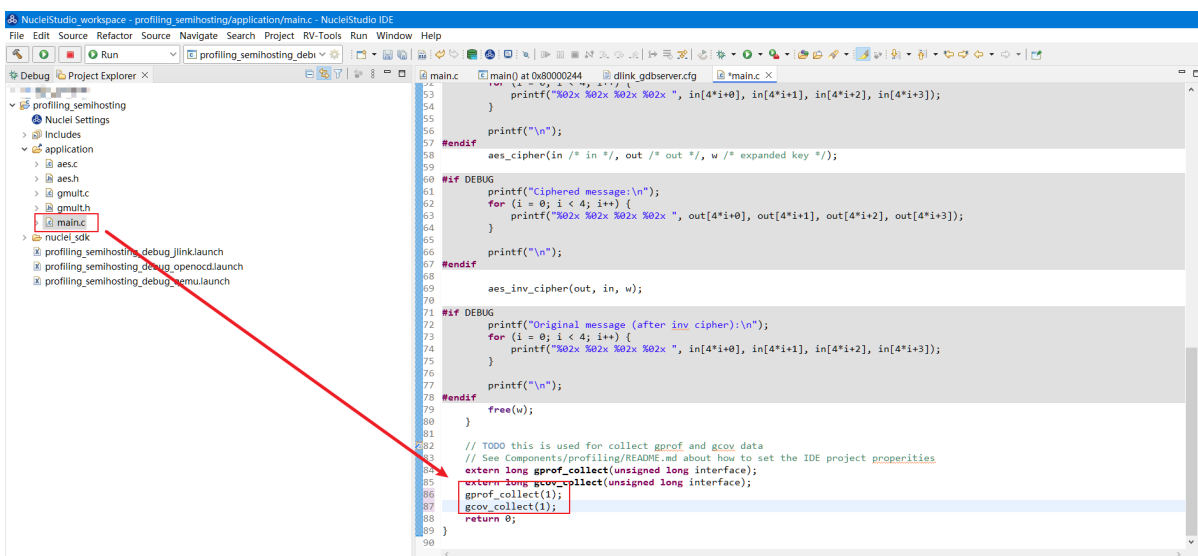 NucleiStudio_workspace - profiling_semihosting/application/main.c - NucleiStudio IDE
File Edit Source Refactor Source Navigate Search Project RV-Tools Run Window Help
Run
profiling_semihosting_debu
Debug
Project Explorer
main.c
main() at 0x80000244
dlink_gdbserver.cfg
*main.c
profiling_semihosting
Nuclei Settings
Includes
application
aes.c
aes.h
gmult.c
gmult.h
main.c
nuclei_sdk
profiling_semihosting_debug_jlink.launch
profiling_semihosting_debug_openocd.launch
profiling_semihosting_debug_qemu.launch
52 for (i = 0; i < 4; i++) {
53 printf("%02x %02x %02x %02x ", in[4*i+0], in[4*i+1], in[4*i+2], in[4*i+3]);
54 }
55
56 printf("\n");
57 #endif
58 aes_cipher(in /* in */, out /* out */, w /* expanded key */);
59
60 #if DEBUG
61 printf("Ciphered message:\n");
62 for (i = 0; i < 4; i++) {
63 printf("%02x %02x %02x %02x ", out[4*i+0], out[4*i+1], out[4*i+2], out[4*i+3]);
64 }
65
66 printf("\n");
67 #endif
68
69 aes_inv_cipher(out, in, w);
70
71 #if DEBUG
72 printf("Original message (after inv cipher):\n");
73 for (i = 0; i < 4; i++) {
74 printf("%02x %02x %02x %02x ", in[4*i+0], in[4*i+1], in[4*i+2], in[4*i+3]);
75 }
76
77 printf("\n");
78 #endif
79 free(w);
80 }
81
82 // TODO this is used for collect gprof and gcov data
83 // See Components/profiling/README.md about how to set the IDE project properities
84 extern long gprof_collect(unsigned long interface);
85 extern long gcov_collect(unsigned long interface);
86 gprof_collect(1);
87 gcov_collect(1);
88 return 0;
89 }
90